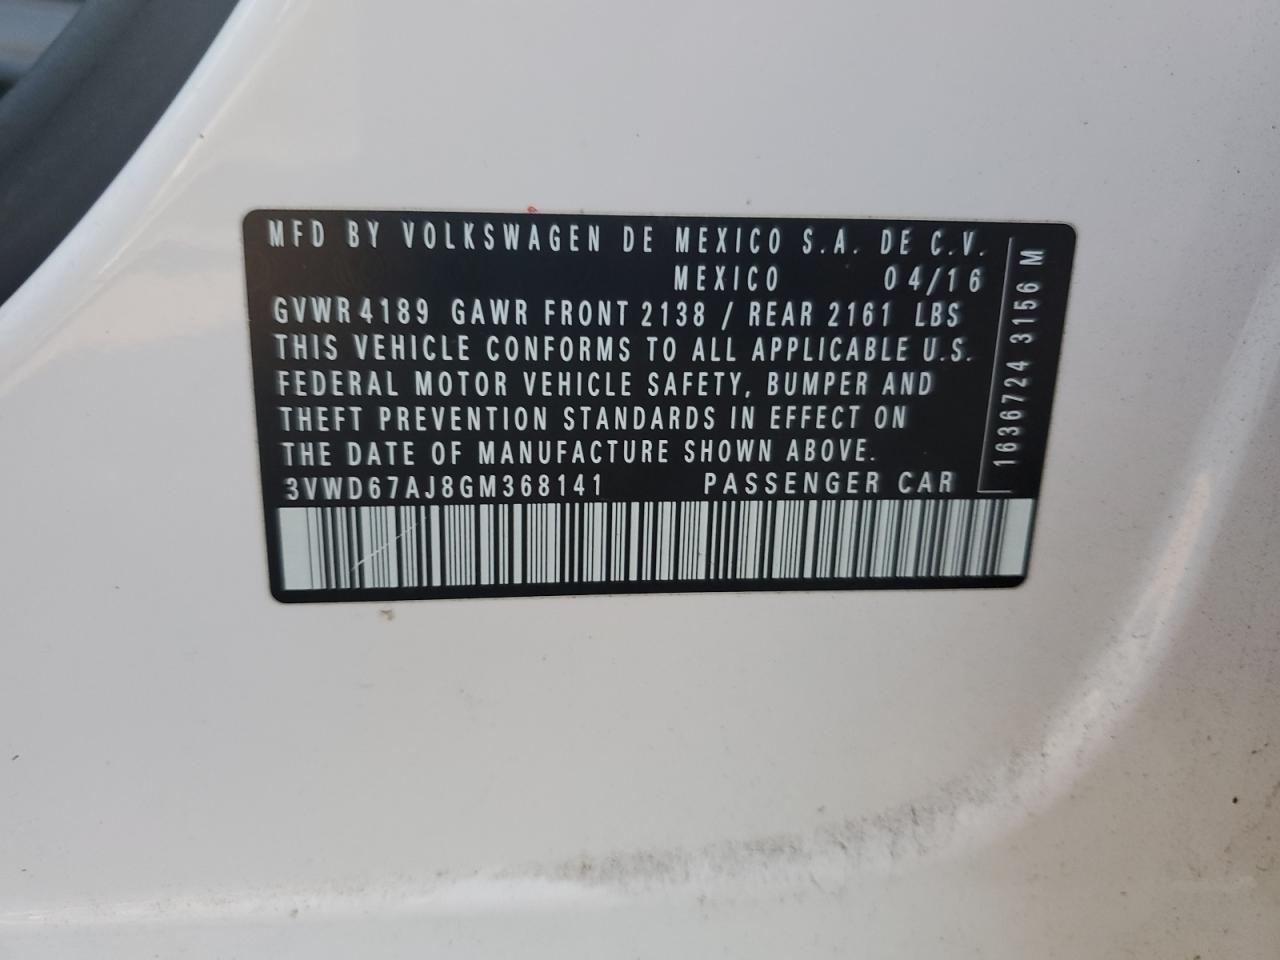 MFD BY VOLKSWAGEN DE MEXICO S.A. DE C.V.
MEXICO 04/16
GVWR 4189 GAWR FRONT 2138 / REAR 2161 LBS
THIS VEHICLE CONFORMS TO ALL APPLICABLE U.S.
FEDERAL MOTOR VEHICLE SAFETY, BUMPER AND
THEFT PREVENTION STANDARDS IN EFFECT ON
THE DATE OF MANUFACTURE SHOWN ABOVE.
3VWD67AJ8GM368141 PASSENGER CAR
1636724 3156 M